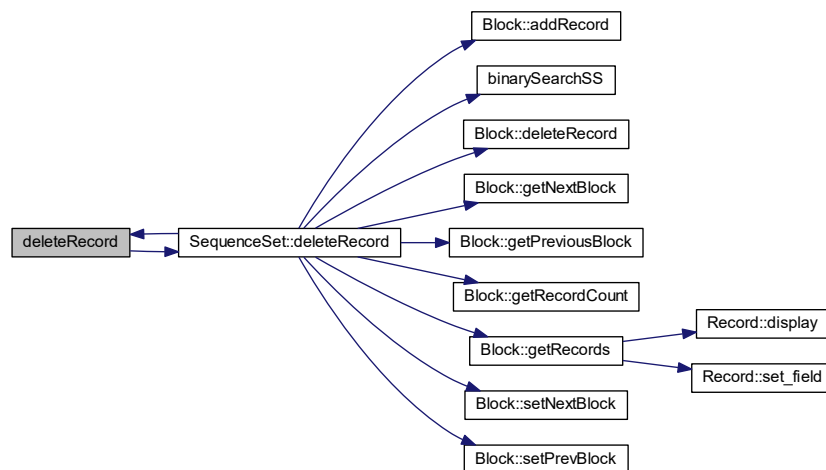 Block::addRecord
binarySearchSS
Block::deleteRecord
Block::getNextBlock
deleteRecord
SequenceSet::deleteRecord
Block::getPreviousBlock
Block::getRecordCount
Record::display
Block::getRecords
Record::set_field
Block::setNextBlock
Block::setPrevBlock